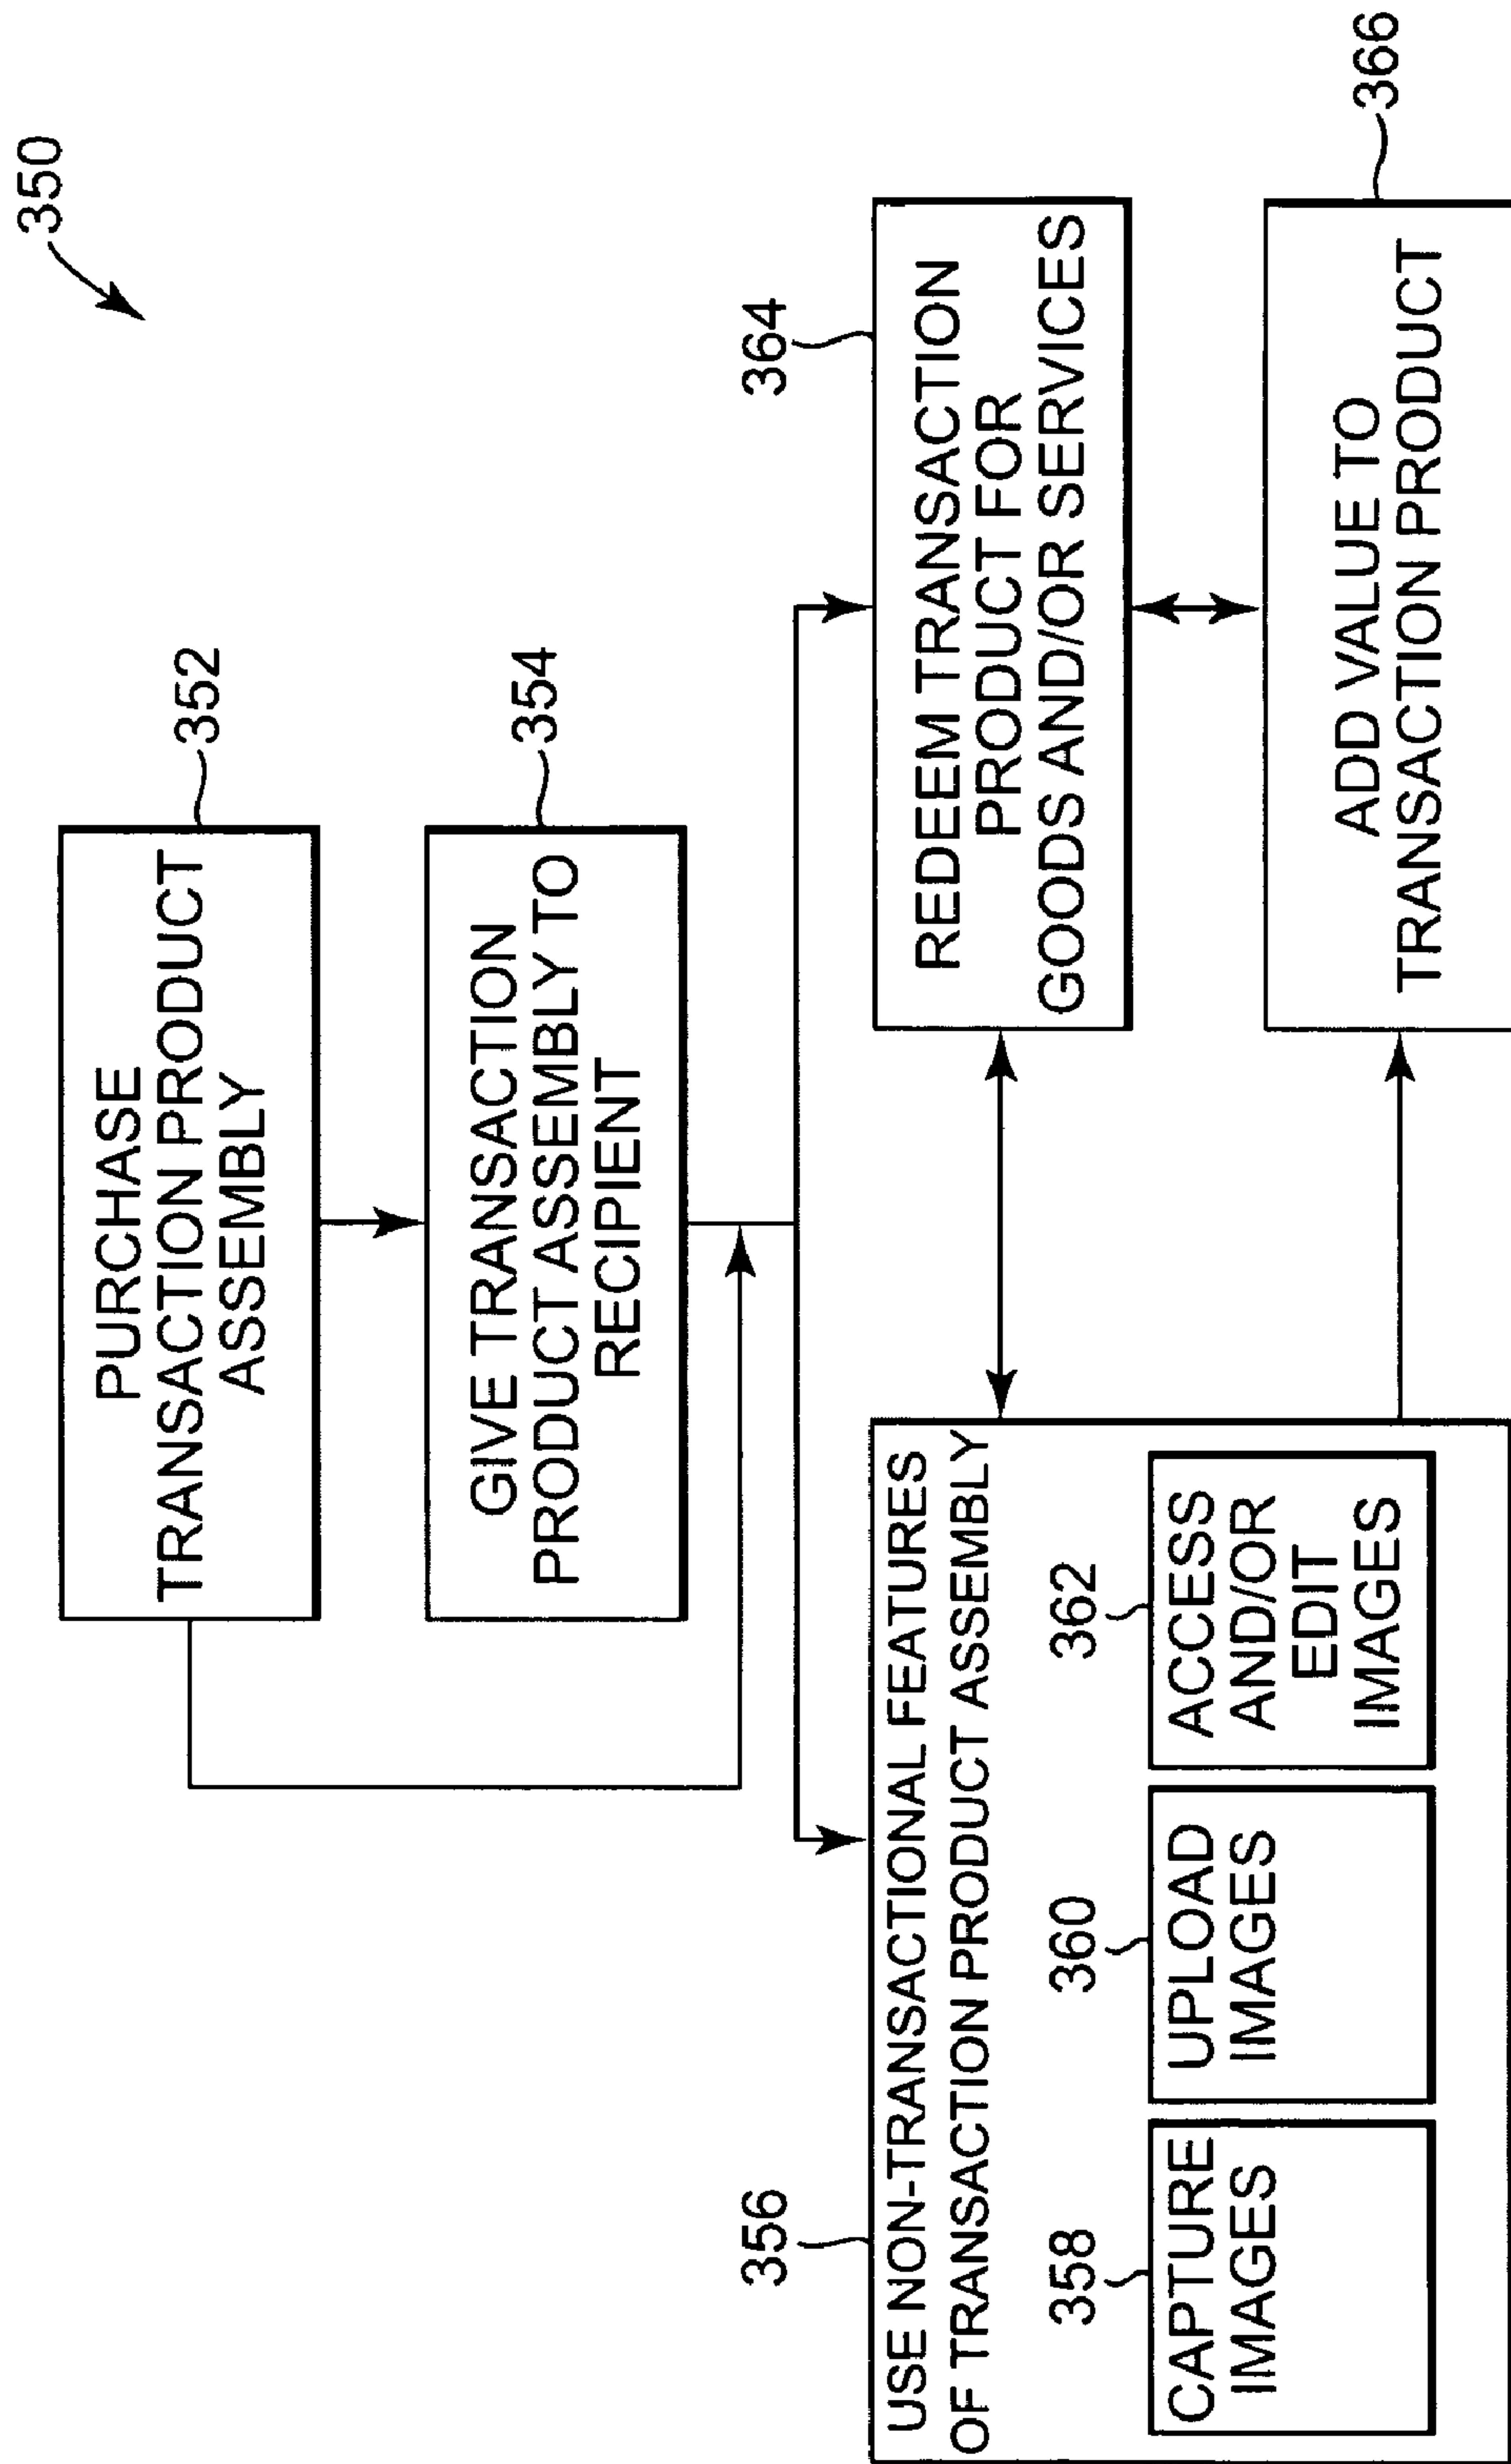 350
PURCHASE
TRANSACTION PRODUCT
ASSEMBLY
352
GIVE TRANSACTION
PRODUCT ASSEMBLY TO
RECIPIENT
354
356
USE NON-TRANSACTIONAL FEATURES
OF TRANSACTION PRODUCT ASSEMBLY
358
CAPTURE
IMAGES
360
UPLOAD
IMAGES
362
ACCESS
AND/OR
EDIT
IMAGES
364
REDEEM TRANSACTION
PRODUCT FOR
GOODS AND/OR SERVICES
366
ADD VALUE TO
TRANSACTION PRODUCT